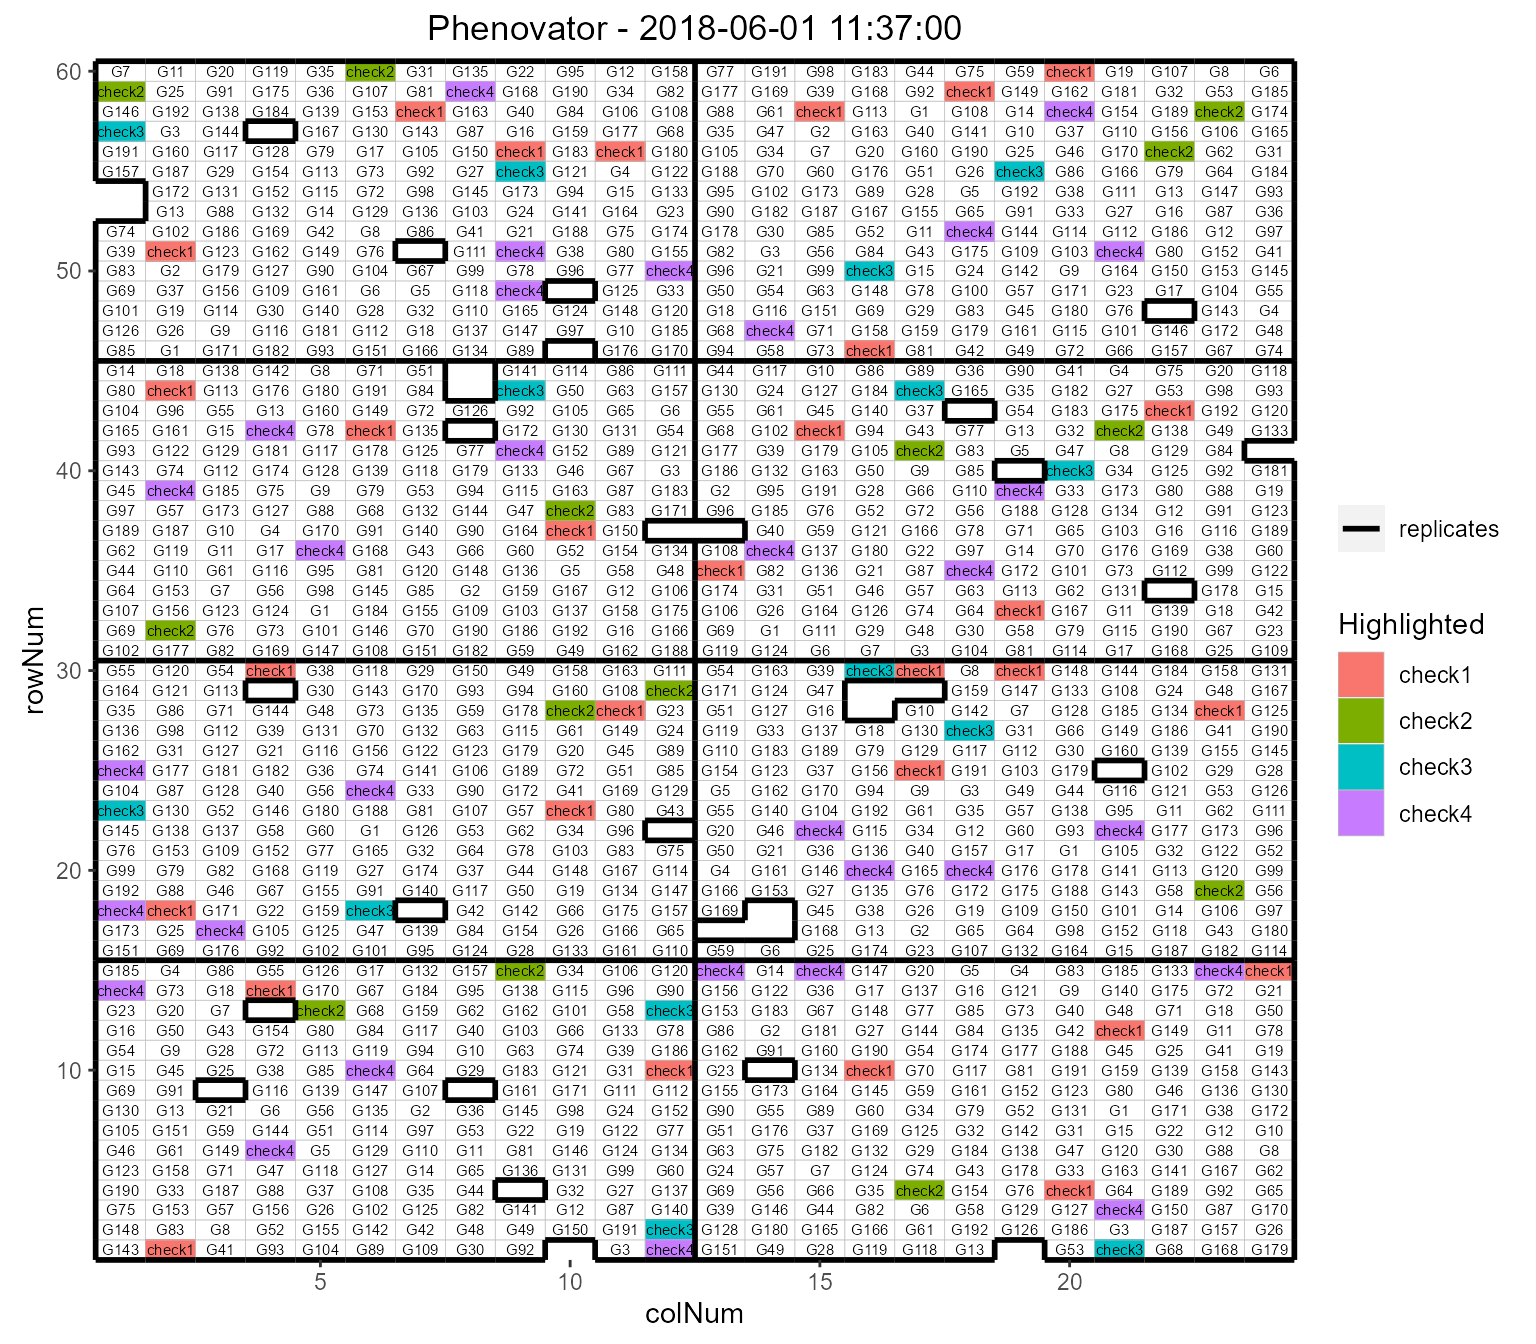 Phenovator - 2018-06-01 11:37:00
60 G7 G11 G20 G119 G35 check2 G31 G135 G22 G95 G12 G158 G77 G191 G98 G183 G44 G75 G59 check1 G19 G107 G8 G6
check2 G25 G91 G175 G36 G107 G81 check4 G168 G190 G34 G82 G177 G169 G40 G168 G92 check1 G149 G162 G181 G32 G53 G185
G146 G192 G138 G184 G139 G153 check1 G163 G40 G84 G106 G108 G88 G61 check1 G113 G1 G108 G14 check4 G154 G189 check2 G174
check3 G3 G144 G167 G130 G143 G87 G16 G159 G177 G68 G35 G47 G2 G163 G40 G141 G10 G37 G110 G156 G106 G165
G191 G160 G117 G128 G79 G17 G105 G150 check1 G183 check1 G180 G105 G34 G7 G20 G160 G190 G25 G46 G170 check2 G62 G31
G157 G187 G29 G154 G113 G73 G92 G27 check3 G121 G4 G122 G188 G70 G60 G176 G51 G26 check3 G86 G166 G79 G64 G184
G172 G131 G152 G115 G72 G98 G145 G173 G94 G15 G133 G95 G102 G173 G89 G28 G5 G192 G38 G111 G13 G147 G93
G13 G88 G132 G14 G129 G136 G103 G24 G141 G164 G23 G90 G182 G187 G167 G155 G65 G91 G33 G27 G16 G87 G36
G74 G102 G186 G169 G42 G8 G86 G41 G21 G188 G75 G174 G178 G30 G85 G52 G11 check4 G144 G114 G112 G186 G12 G97
G39 check1 G123 G162 G149 G76 G111 check4 G38 G80 G155 G82 G3 G56 G84 G43 G175 G109 G103 check4 G80 G152 G41
50 G83 G2 G179 G127 G90 G104 G67 G99 G78 G96 G77 check4 G96 G21 G99 check3 G15 G24 G142 G9 G164 G150 G153 G145
G69 G37 G156 G109 G161 G6 G5 G118 check4 G125 G33 G50 G54 G63 G148 G78 G100 G57 G171 G23 G17 G104 G55
G101 G19 G114 G30 G140 G28 G32 G110 G165 G124 G148 G120 G18 G116 G151 G69 G29 G83 G45 G180 G76 G143 G4
G126 G26 G9 G116 G181 G112 G18 G137 G147 G97 G10 G185 G68 check4 G71 G158 G159 G179 G161 G115 G101 G146 G172 G48
G85 G1 G171 G182 G93 G151 G166 G134 G89 G176 G170 G94 G58 G73 check1 G81 G42 G49 G72 G66 G157 G67 G74
G14 G18 G138 G142 G8 G71 G51 G141 G114 G86 G111 G44 G117 G10 G86 G89 G36 G90 G41 G4 G75 G20 G118
G80 check1 G113 G176 G180 G191 G84 check3 G50 G63 G157 G130 G24 G127 G184 check3 G165 G35 G182 G27 G53 G98 G93
G104 G96 G55 G13 G160 G149 G72 G126 G92 G105 G65 G6 G55 G61 G45 G140 G37 G54 G183 G175 check1 G192 G120
G165 G161 G15 check4 G78 check1 G135 G172 G130 G131 G54 G68 G102 check1 G94 G43 G77 G13 G32 check2 G138 G49 G133
G93 G122 G129 G181 G117 G178 G125 G77 check4 G152 G89 G121 G177 G39 G179 G105 check2 G83 G5 G47 G8 G129 G84
40 G143 G74 G112 G174 G128 G139 G118 G179 G133 G46 G67 G3 G186 G132 G163 G50 G9 G85 check3 G34 G125 G92 G181
G45 check4 G185 G75 G9 G79 G53 G94 G115 G163 G87 G183 G2 G95 G191 G28 G66 G110 check4 G33 G173 G80 G88 G19
G97 G57 G173 G127 G88 G68 G132 G144 G47 check2 G83 G171 G96 G185 G76 G52 G72 G56 G188 G128 G134 G12 G91 G123
G189 G187 G10 G4 G170 G91 G140 G90 G164 check1 G150 G40 G59 G121 G166 G78 G71 G65 G103 G16 G116 G189
G62 G119 G11 G17 check4 G168 G43 G66 G60 G52 G154 G134 G108 check4 G137 G180 G22 G97 G14 G70 G176 G169 G38 G60
G44 G110 G61 G116 G95 G81 G120 G148 G136 G5 G58 G48 check1 G82 G136 G21 G87 check4 G172 G101 G73 G112 G99 G122
G64 G153 G7 G56 G98 G145 G85 G2 G159 G167 G12 G106 G174 G31 G51 G46 G57 G63 G113 G62 G131 G178 G15
G107 G156 G123 G124 G1 G184 G155 G109 G103 G137 G158 G175 G106 G26 G164 G126 G74 G64 check1 G167 G11 G139 G18 G42
G69 check2 G76 G73 G101 G146 G70 G190 G186 G192 G16 G166 G69 G1 G111 G29 G48 G30 G58 G79 G115 G190 G67 G23
G102 G177 G82 G169 G147 G108 G151 G182 G59 G49 G162 G188 G119 G124 G6 G7 G3 G81 G114 G17 G168 G25 G109
30 G55 G120 G54 check1 G38 G118 G29 G150 G49 G158 G163 G111 G54 G163 G39 check3 check1 G8 check1 G148 G144 G184 G158 G131
G164 G121 G113 G30 G143 G170 G93 G94 G160 G108 check2 G171 G124 G47 G159 G147 G133 G108 G24 G48 G167
G35 G86 G71 G144 G48 G73 G135 G59 G178 check2 check1 G23 G51 G127 G16 G10 G142 G7 G128 G185 G134 check1 G125
G136 G98 G112 G39 G131 G70 G132 G63 G115 G61 G149 G24 G119 G33 G137 G18 G130 check3 G31 G66 G149 G186 G41 G190
G162 G31 G127 G21 G116 G156 G122 G123 G179 G20 G45 G89 G110 G183 G189 G79 G129 G117 G112 G30 G160 G139 G155 G145
check4 G177 G181 G182 G36 G74 G141 G106 G189 G72 G51 G85 G154 G123 G37 G156 check1 G191 G103 G179 G102 G29 G28
G104 G87 G128 G40 G56 check4 G33 G90 G172 G41 G169 G129 G5 G162 G170 G94 G9 G3 G49 G44 G116 G121 G53 G126
check3 G130 G52 G146 G180 G188 G81 G107 G57 check1 G80 G43 G55 G140 G104 G192 G61 G35 G57 G138 G95 G11 G62 G111
G145 G138 G137 G58 G60 G1 G126 G53 G62 G34 G96 G20 G46 check4 G115 G34 G12 G60 G93 check4 G177 G173 G96
G76 G153 G109 G152 G77 G165 G32 G64 G78 G103 G83 G75 G50 G21 G36 G136 G40 G157 G17 G1 G105 G32 G122 G52
20 G99 G79 G82 G168 G119 G27 G174 G37 G44 G148 G167 G114 G4 G161 G146 check4 G165 check4 G176 G178 G141 G113 G120 G69
G192 G88 G46 G67 G155 G91 G140 G117 G50 G19 G134 G147 G166 G153 G27 G135 G76 G172 G175 G188 G143 G58 check2 G56
check4 check1 G171 G22 G159 check3 G42 G142 G66 G175 G157 G169 G45 G38 G26 G19 G109 G150 G101 G14 G106 G97
G173 G25 check4 G105 G125 G47 G139 G84 G154 G26 G166 G65 G168 G13 G2 G65 G64 G98 G152 G118 G43 G180
G151 G69 G176 G92 G102 G101 G95 G124 G28 G133 G161 G110 G59 G6 G25 G174 G23 G107 G132 G164 G15 G187 G182 G114
G185 G4 G86 G55 G126 G17 G132 G157 check2 G34 G106 G120 check4 G14 check4 G147 G20 G5 G4 G83 G185 G133 check4 check1
check4 G73 G18 check1 G170 G67 G184 G95 G138 G115 G96 G90 G156 G122 G36 G17 G137 G16 G121 G9 G140 G175 G72 G21
G23 G20 G7 check2 G68 G159 G62 G162 G101 G58 check3 G153 G183 G67 G148 G77 G85 G73 G40 G48 G71 G18 G50
G16 G50 G43 G154 G80 G84 G117 G40 G103 G66 G133 G78 G86 G2 G181 G27 G144 G84 G135 G42 check1 G149 G11 G78
G54 G9 G28 G72 G113 G119 G94 G10 G63 G74 G39 G186 G162 G91 G160 G190 G54 G174 G177 G188 G45 G25 G41 G19
10 G15 G45 G25 G38 G85 check4 G64 G29 G183 G121 G31 check1 G23 G134 check1 G70 G117 G81 G191 G159 G139 G158 G143
G69 G91 G116 G139 G147 G107 G161 G171 G111 G112 G155 G173 G164 G145 G59 G161 G152 G123 G80 G46 G136 G130
G130 G13 G21 G6 G56 G135 G2 G36 G145 G98 G24 G152 G90 G55 G89 G60 G34 G79 G52 G131 G1 G171 G38 G172
G105 G151 G59 G144 G51 G114 G97 G53 G22 G19 G122 G77 G51 G176 G37 G169 G125 G32 G142 G31 G15 G22 G12 G10
G46 G61 G149 check4 G5 G129 G110 G11 G81 G146 G124 G134 G63 G75 G182 G132 G29 G184 G138 G47 G120 G30 G88 G8
G123 G158 G71 G47 G118 G127 G14 G65 G136 G131 G99 G60 G24 G57 G7 G124 G74 G43 G178 G33 G163 G141 G167 G62
G190 G33 G187 G88 G37 G108 G35 G44 G32 G27 G137 G69 G56 G66 G35 check2 G154 G76 check1 G64 G189 G92 G65
G75 G153 G57 G156 G26 G102 G125 G82 G141 G12 G87 G140 G39 G146 G44 G82 G6 G58 G129 G127 check4 G150 G87 G170
G148 G83 G8 G52 G155 G142 G42 G48 G49 G150 G191 check3 G128 G180 G165 G166 G61 G192 G126 G186 G3 G187 G157 G26
G143 check1 G41 G93 G104 G89 G109 G30 G92 G3 check4 G151 G49 G28 G119 G118 G13 G53 check3 G68 G168 G179
5 10 15 20
colNum
rowNum
replicates
Highlighted
check1
check2
check3
check4